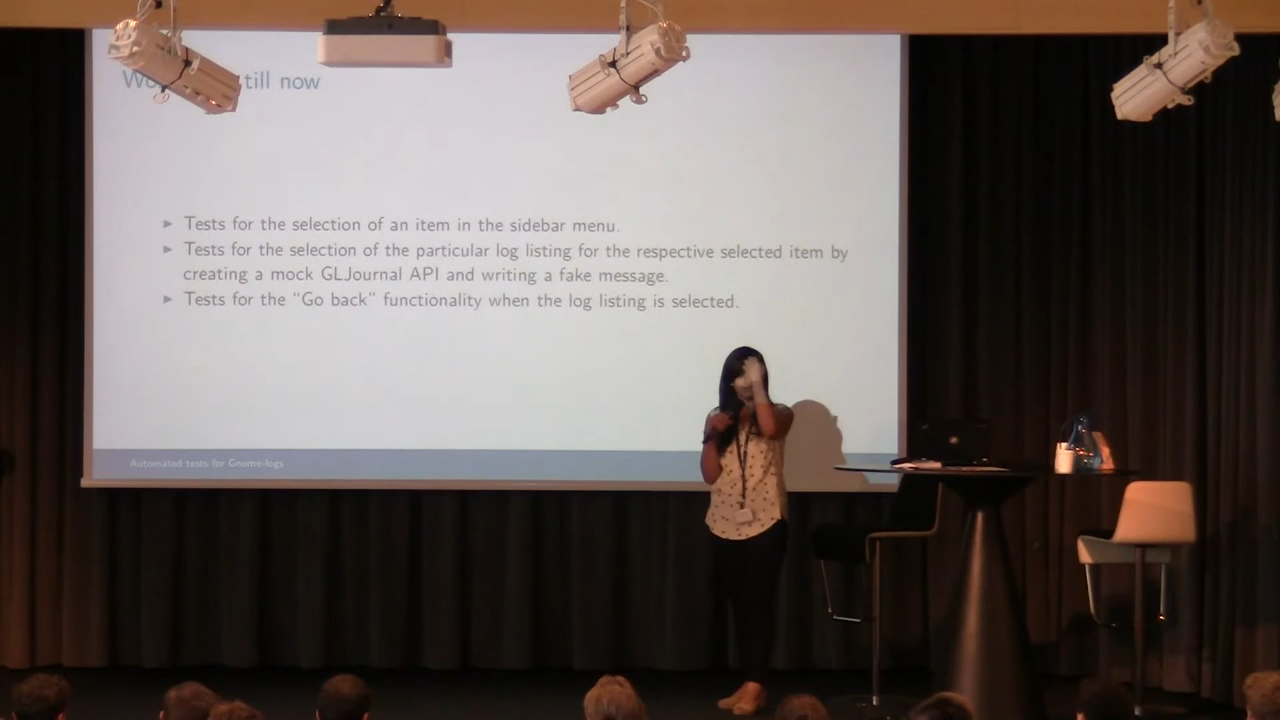 till now
► Tests for the selection of an item in the sidebar menu.
► Tests for the selection of the particular log listing for the respective selected item by
creating a mock GLJournal API and writing a fake message.
► Tests for the “Go back” functionality when the log listing is selected.
Automated tests for Gnome-logs